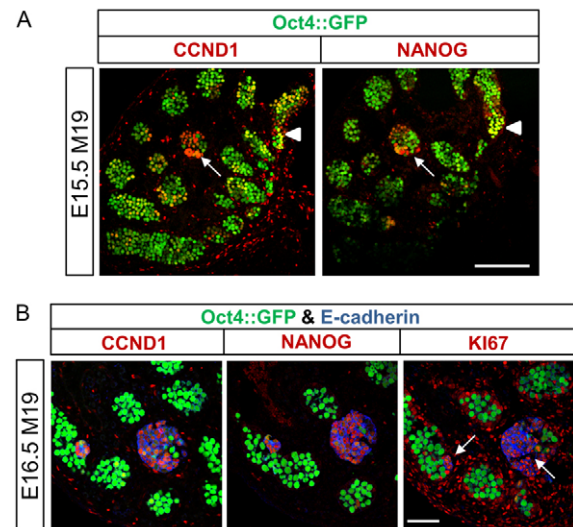 A
Oct4::GFP
CCND1 NANOG
E15.5 M19
B
Oct4::GFP & E-cadherin
CCND1 NANOG KI67
E16.5 M19